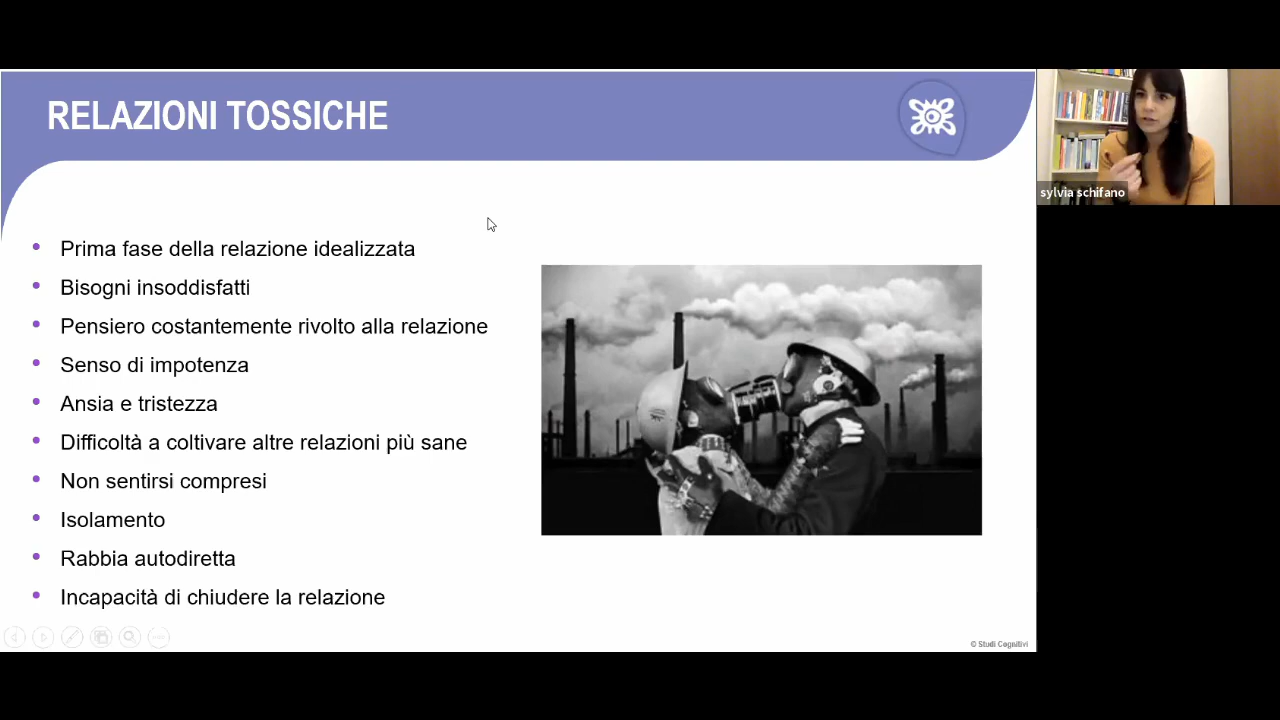 RELAZIONI TOSSICHE
sylvia schifano
Prima fase della relazione idealizzata
Bisogni insoddisfatti
Pensiero costantemente rivolto alla relazione
Senso di impotenza
Ansia e tristezza
Difficoltà a coltivare altre relazioni più sane
Non sentirsi compresi
Isolamento
Rabbia autodiretta
Incapacità di chiudere la relazione
© Studi Cognitivi